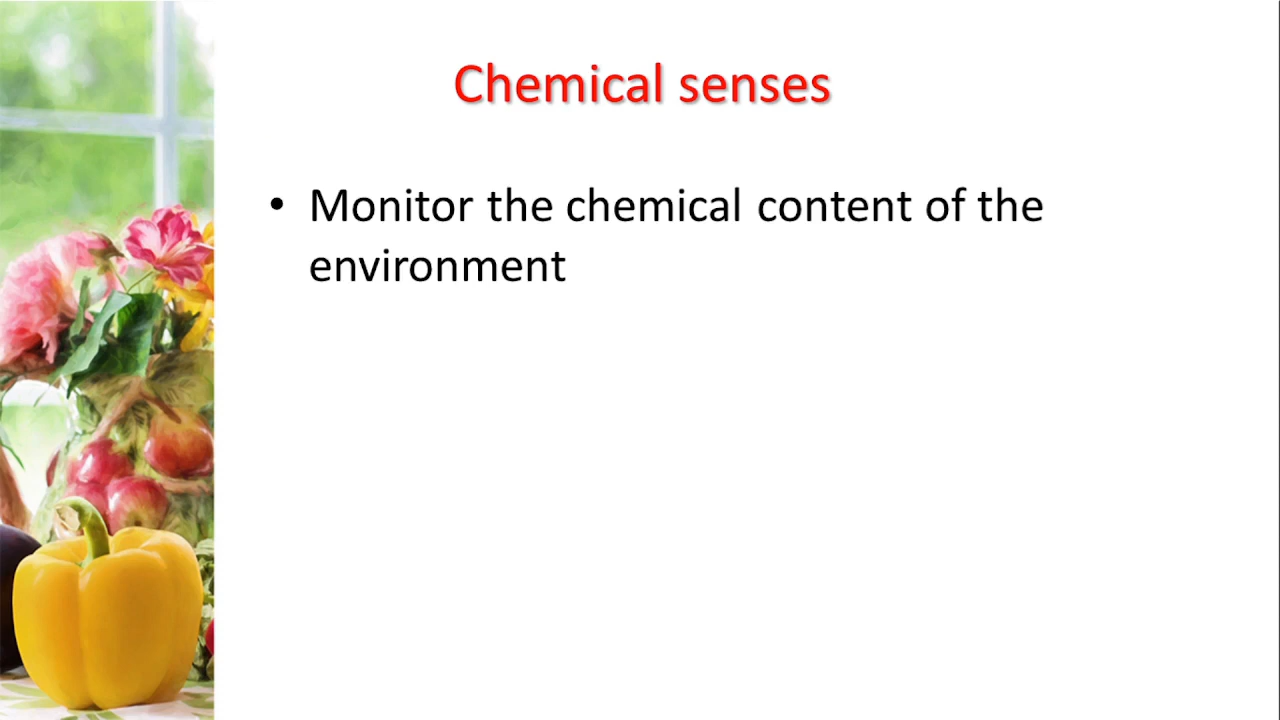 Chemical senses
• Monitor the chemical content of the
environment